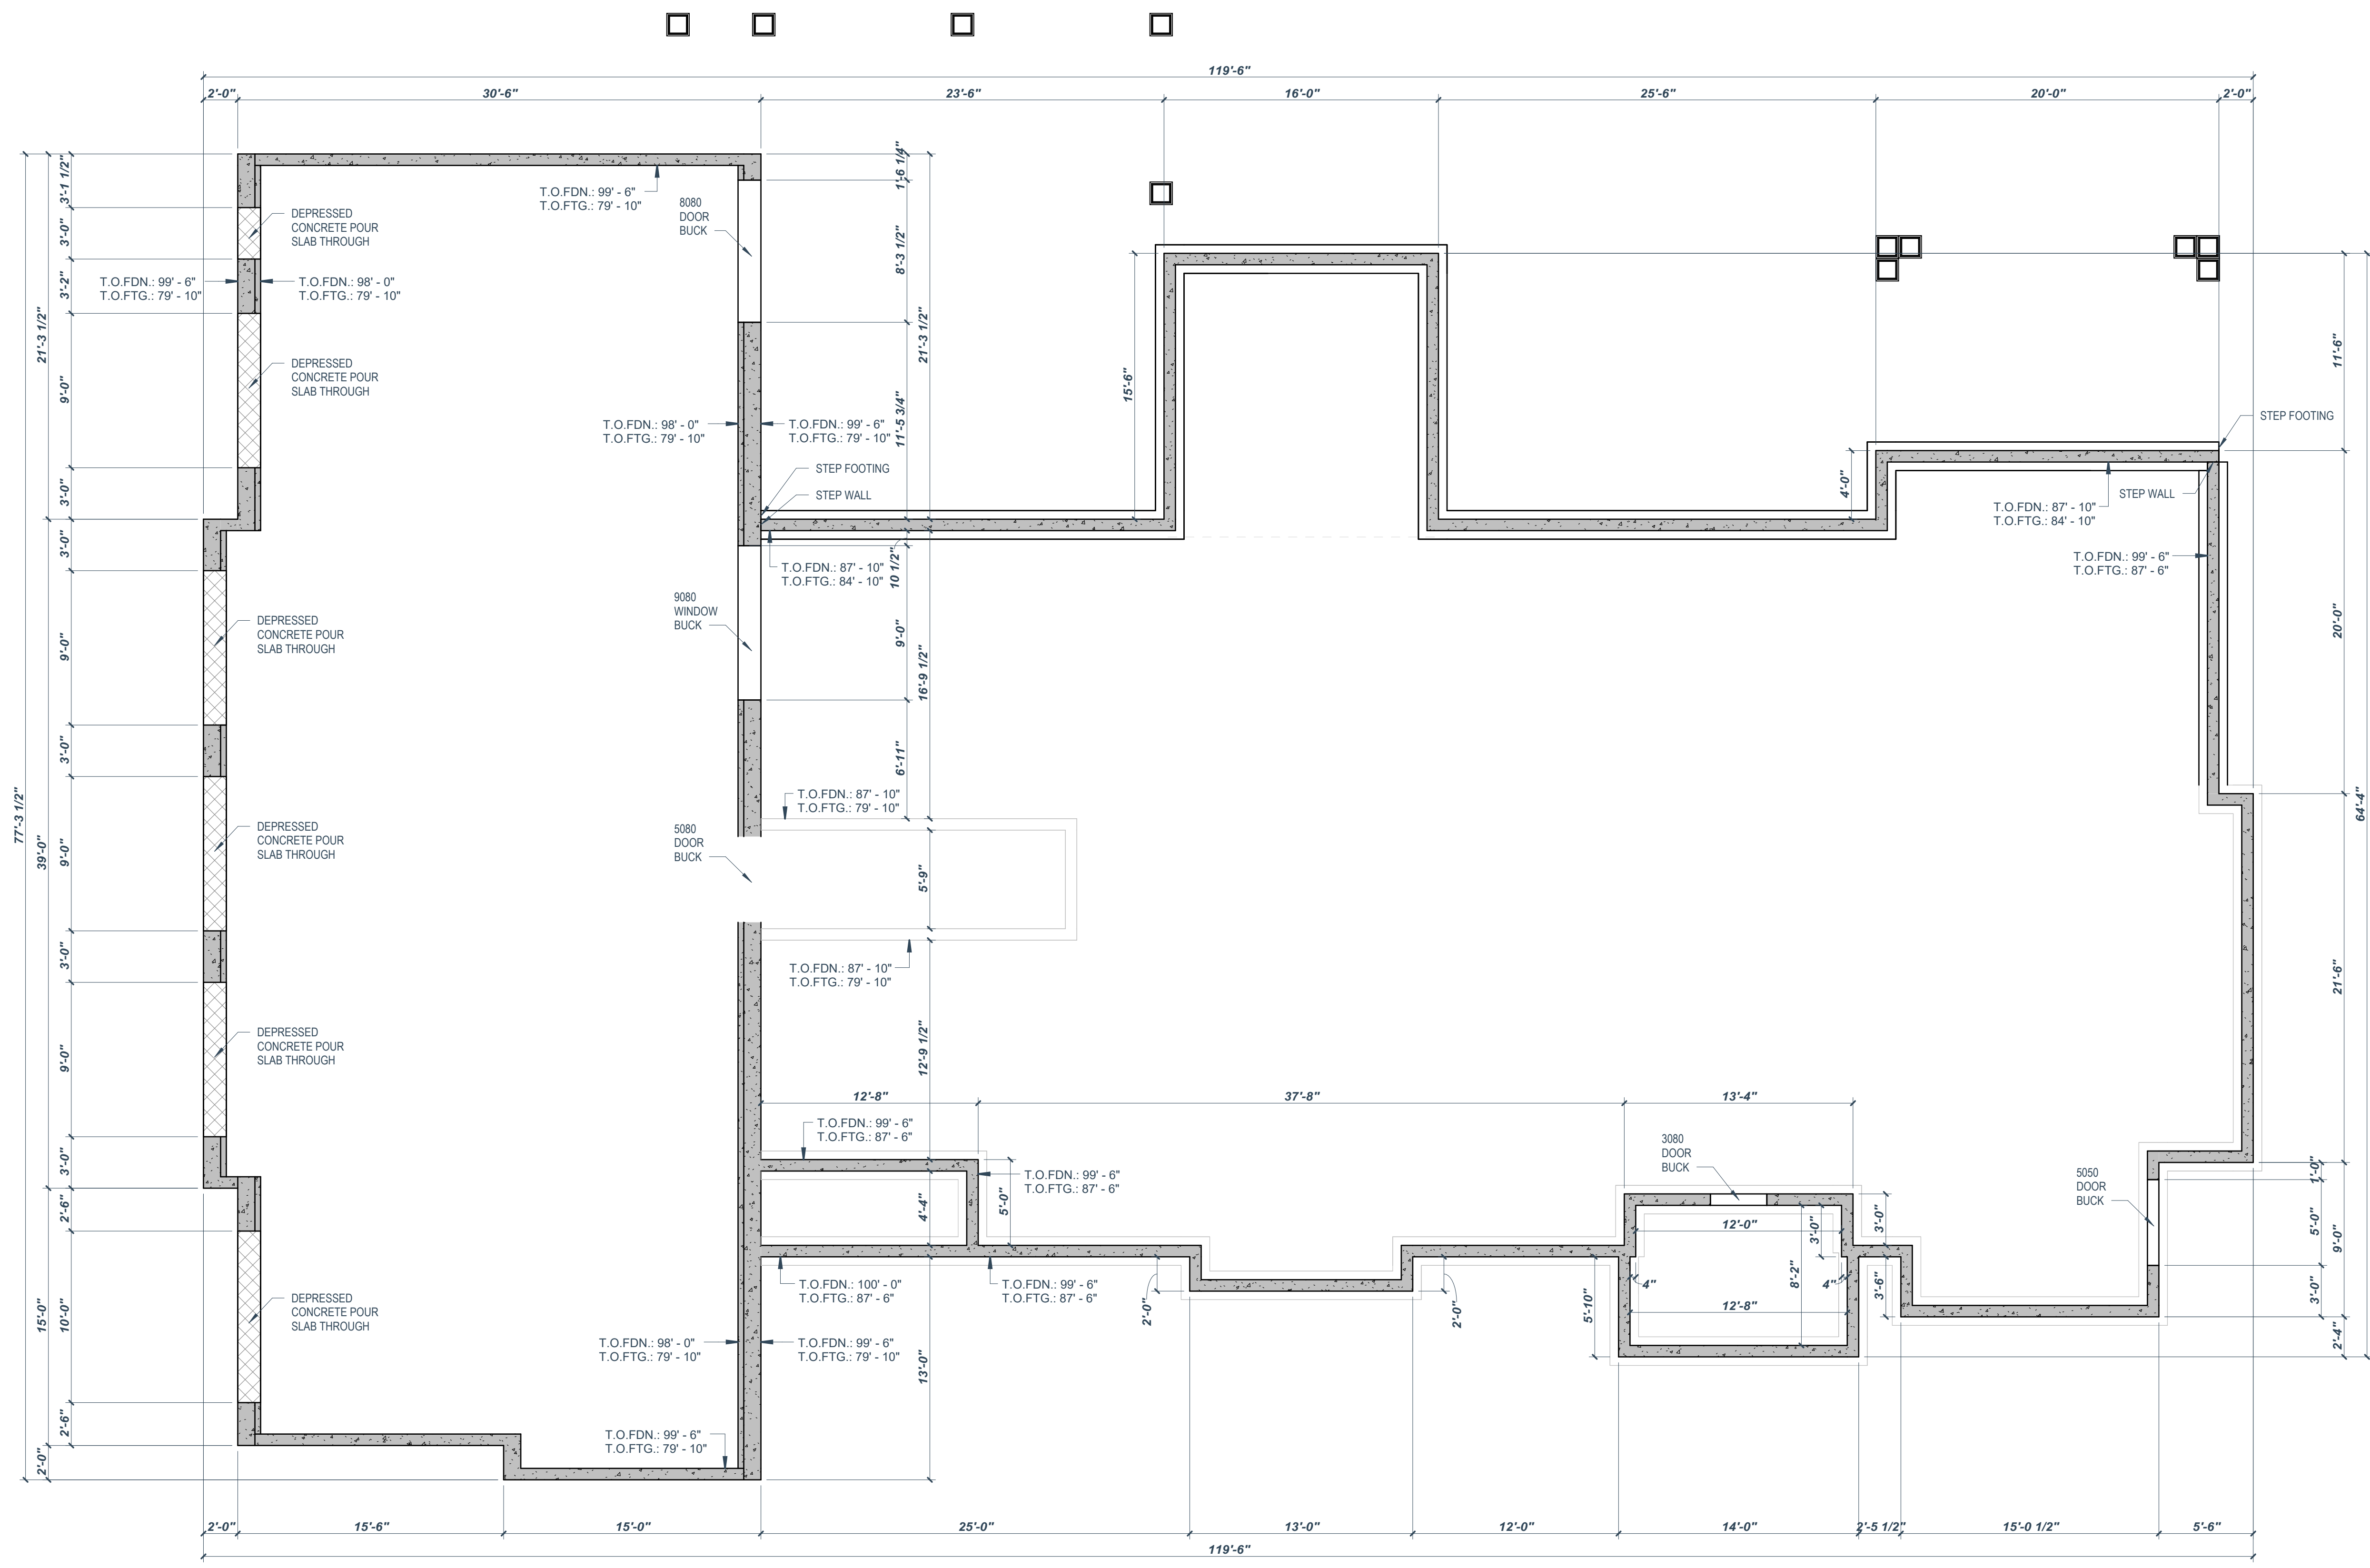 119'-6"
2'-0"
30'-6"
23'-6"
16'-0"
25'-6"
20'-0"
2'-0"
3'-1 1/2"
3'-0"
3'-2"
9'-0"
3'-0"
3'-0"
9'-0"
3'-0"
9'-0"
3'-0"
9'-0"
3'-0"
2'-6"
10'-0"
2'-6"
21'-3 1/2"
39'-0"
15'-0"
2'-0"
77'-3 1/2"
T.O.FDN.: 99' - 6"
T.O.FTG.: 79' - 10"
8080
DOOR
BUCK
DEPRESSED
CONCRETE POUR
SLAB THROUGH
T.O.FDN.: 99' - 6"
T.O.FTG.: 79' - 10"
T.O.FDN.: 98' - 0"
T.O.FTG.: 79' - 10"
DEPRESSED
CONCRETE POUR
SLAB THROUGH
T.O.FDN.: 98' - 0"
T.O.FTG.: 79' - 10"
T.O.FDN.: 99' - 6"
T.O.FTG.: 79' - 10"
STEP FOOTING
STEP WALL
T.O.FDN.: 87' - 10"
T.O.FTG.: 84' - 10"
1'-6 1/4"
8'-3 1/2"
11'-5 3/4"
10 1/2"
9'-0"
6'-11"
21'-3 1/2"
16'-9 1/2"
5'-9"
12'-9 1/2"
4'-4"
13'-0"
15'-6"
4'-0"
STEP FOOTING
STEP WALL
T.O.FDN.: 87' - 10"
T.O.FTG.: 84' - 10"
T.O.FDN.: 99' - 6"
T.O.FTG.: 87' - 6"
11'-6"
20'-0"
21'-6"
9'-0"
2'-4"
64'-4"
9080
WINDOW
BUCK
DEPRESSED
CONCRETE POUR
SLAB THROUGH
T.O.FDN.: 87' - 10"
T.O.FTG.: 79' - 10"
5080
DOOR
BUCK
DEPRESSED
CONCRETE POUR
SLAB THROUGH
T.O.FDN.: 87' - 10"
T.O.FTG.: 79' - 10"
DEPRESSED
CONCRETE POUR
SLAB THROUGH
12'-8"
37'-8"
13'-4"
T.O.FDN.: 99' - 6"
T.O.FTG.: 87' - 6"
T.O.FDN.: 99' - 6"
T.O.FTG.: 87' - 6"
5'-0"
3080
DOOR
BUCK
5050
DOOR
BUCK
1'-0"
5'-0"
3'-0"
12'-0"
3'-0"
3'-0"
8'-2"
4"
4"
3'-6"
12'-8"
5'-10"
T.O.FDN.: 100' - 0"
T.O.FTG.: 87' - 6"
T.O.FDN.: 99' - 6"
T.O.FTG.: 87' - 6"
2'-0"
2'-0"
DEPRESSED
CONCRETE POUR
SLAB THROUGH
T.O.FDN.: 98' - 0"
T.O.FTG.: 79' - 10"
T.O.FDN.: 99' - 6"
T.O.FTG.: 79' - 10"
T.O.FDN.: 99' - 6"
T.O.FTG.: 79' - 10"
2'-0"
15'-6"
15'-0"
25'-0"
13'-0"
12'-0"
14'-0"
2'-5 1/2"
15'-0 1/2"
5'-6"
119'-6"